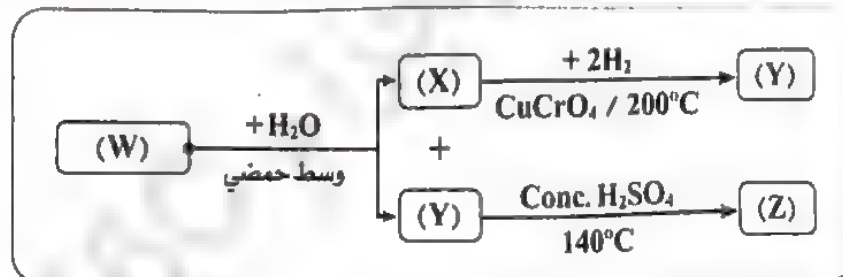 (X) + 2H₂ CuCrO₄ / 200°C (Y)
(W) +H₂O وسط حمضي +
(Y) Conc. H₂SO₄ 140°C (Z)